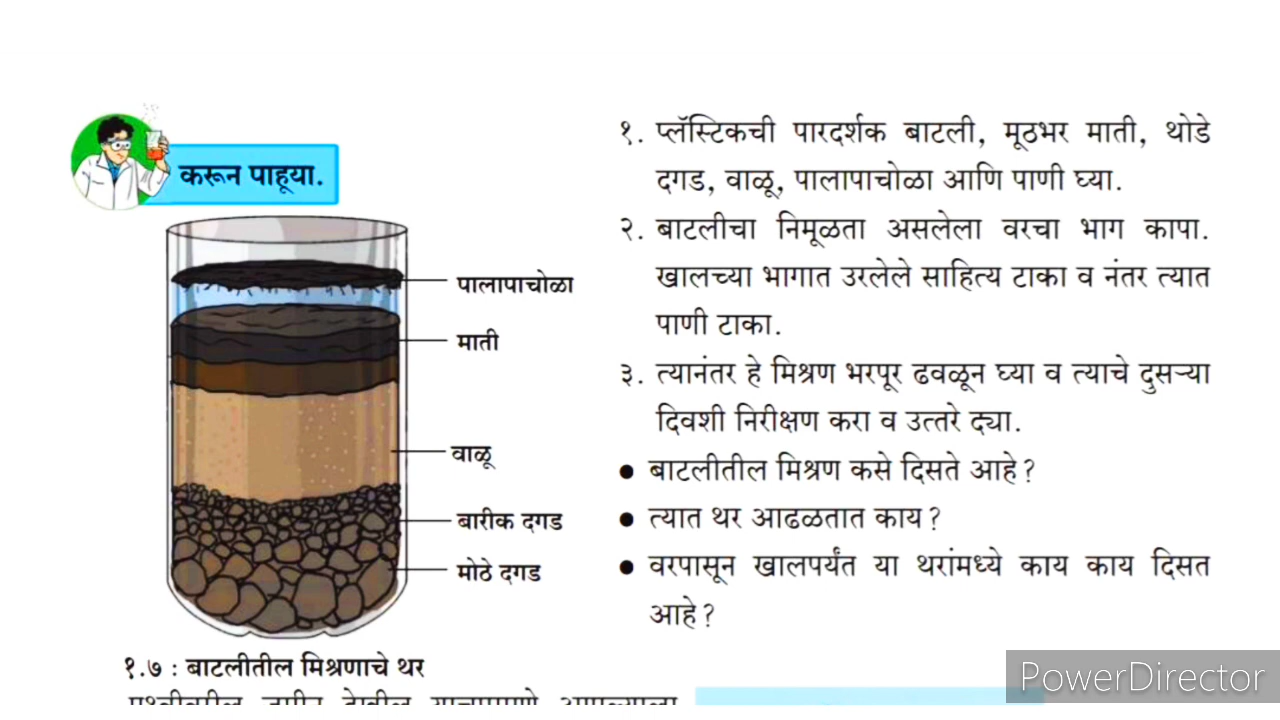 करून पाहूया.
पालापाचोळा
माती
वाळू
बारीक दगड
मोठे दगड
१.७ : बाटलीतील मिश्रणाचे थर
१. प्लॅस्टिकची पारदर्शक बाटली, मूठभर माती, थोडे
दगड, वाळू, पालापाचोळा आणि पाणी घ्या.
२. बाटलीचा निमूळता असलेला वरचा भाग कापा.
खालच्या भागात उरलेले साहित्य टाका व नंतर त्यात
पाणी टाका.
३. त्यानंतर हे मिश्रण भरपूर ढवळून घ्या व त्याचे दुसऱ्या
दिवशी निरीक्षण करा व उत्तरे द्या.
● बाटलीतील मिश्रण कसे दिसते आहे?
● त्यात थर आढळतात काय?
● वरपासून खालपर्यंत या थरांमध्ये काय काय दिसत
आहे?
PowerDirector